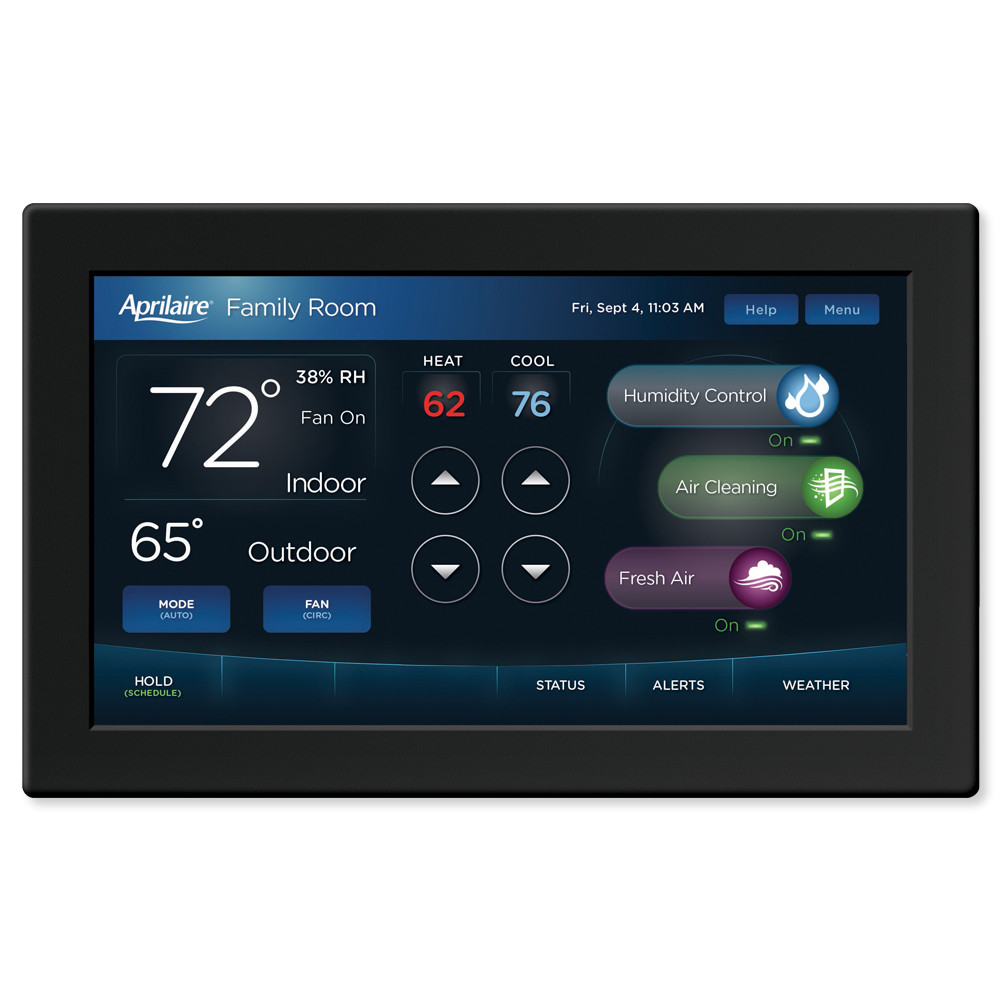 Aprilaire® Family Room
Fri, Sept 4, 11:03 AM
Help
Menu
72°
38% RH
Fan On
Indoor
65°
Outdoor
MODE
(AUTO)
FAN
(CIRC)
HEAT
62
COOL
76
Humidity Control
On
Air Cleaning
On
Fresh Air
On
HOLD
(SCHEDULE)
STATUS
ALERTS
WEATHER